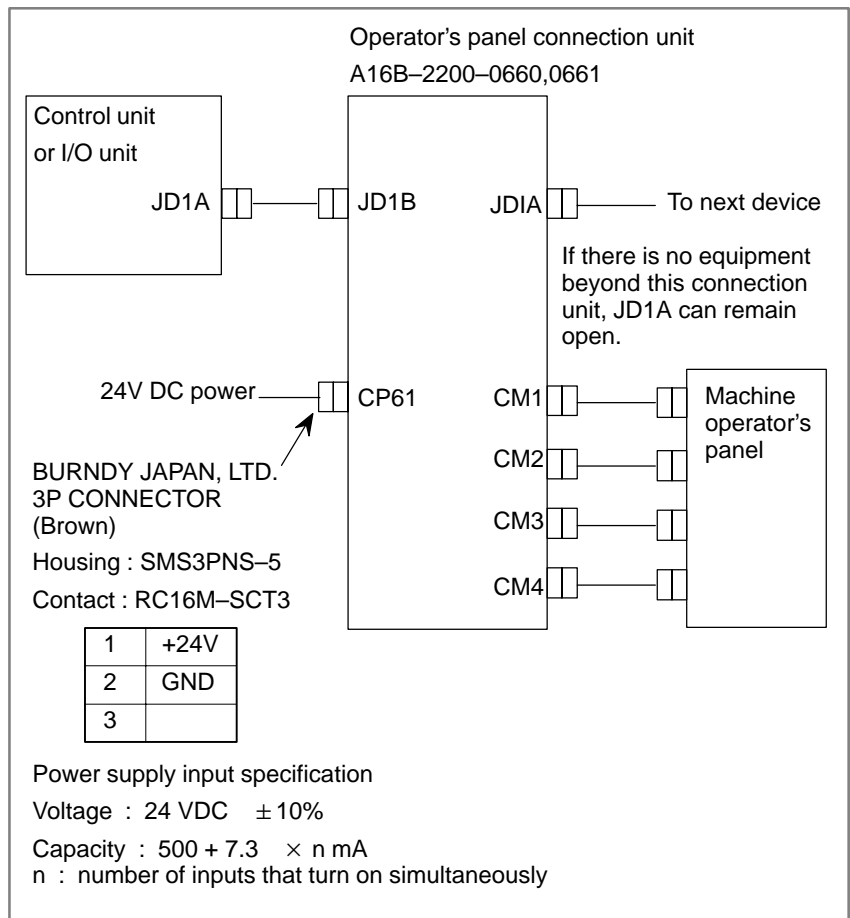 Operator’s panel connection unit
A16B–2200–0660,0661
Control unit
or I/O unit
JD1A
JD1B
JDIA
To next device
If there is no equipment
beyond this connection
unit, JD1A can remain
open.
24V DC power
CP61
CM1
CM2
CM3
CM4
Machine
operator’s
panel
BURNDY JAPAN, LTD.
3P CONNECTOR
(Brown)
Housing : SMS3PNS–5
Contact : RC16M–SCT3
1 +24V
2 GND
3
Power supply input specification
Voltage : 24 VDC ±10%
Capacity : 500 + 7.3 × n mA
n : number of inputs that turn on simultaneously